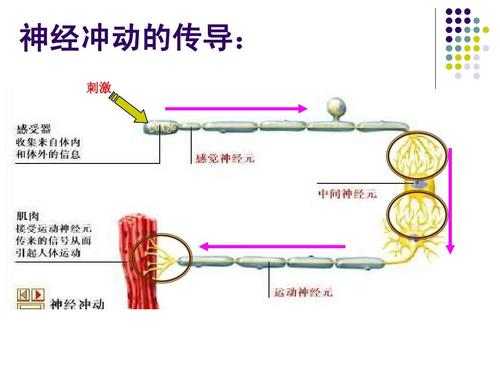 神经冲动的传导：
刺激
感受器
收集来自体内
和体外的信息
感觉神经元
中间神经元
肌肉
接受运动神经元
传来的信号从而
引起人体运动
运动神经元
神经冲动